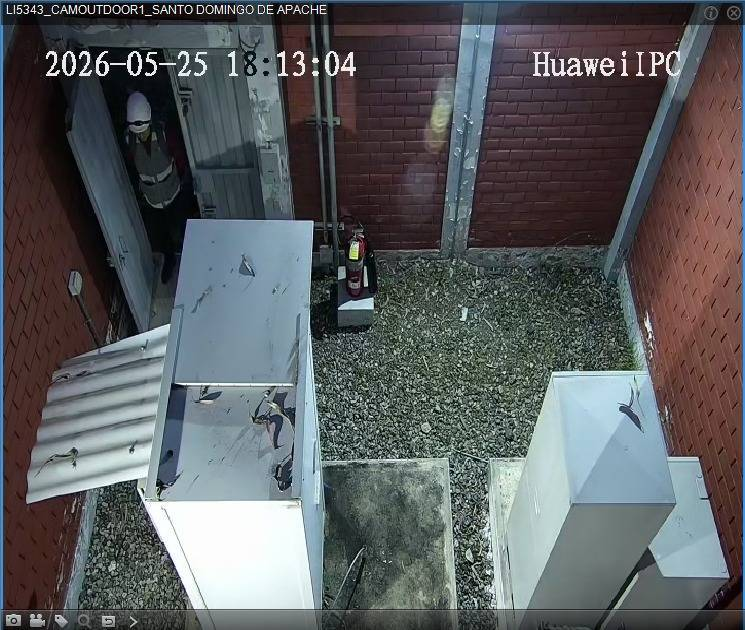 LI5343_CAMOUTDOOR1_SANTO DOMINGO DE APACHE
2026-05-25 18:13:04
HuaweiIPC